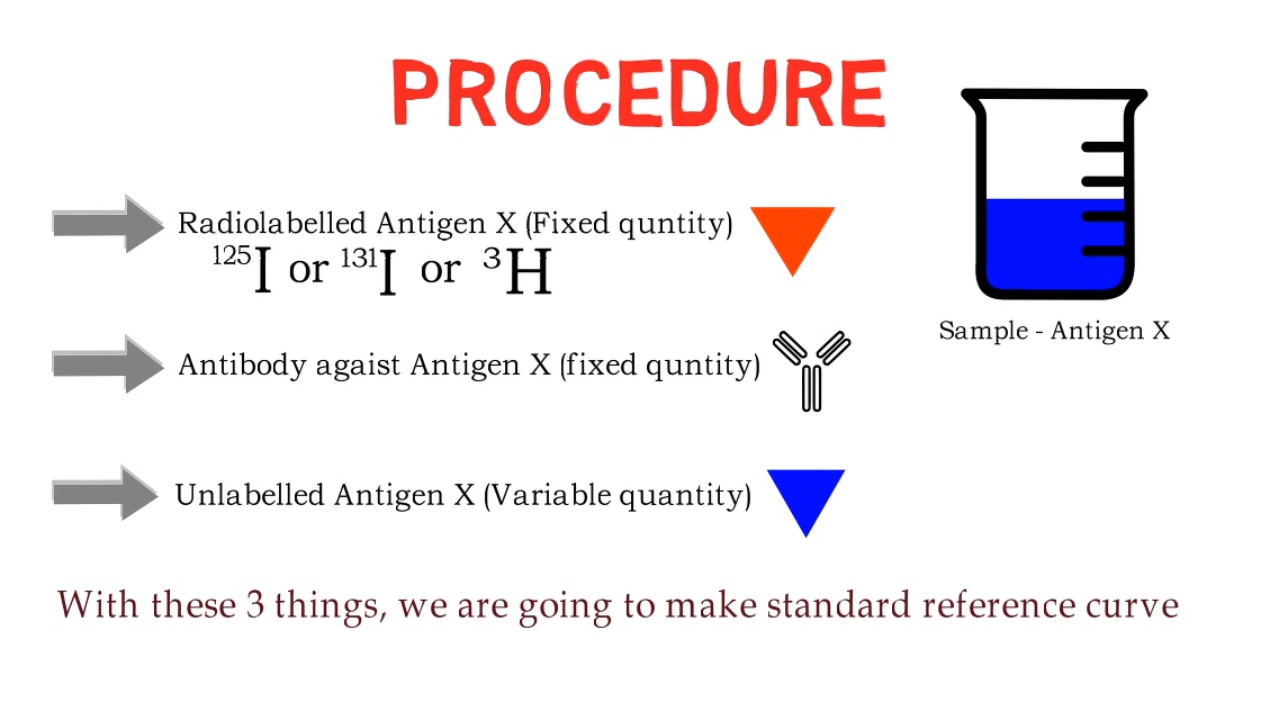 PROCEDURE
Radiolabelled Antigen X (Fixed quntity)
¹²⁵I or ¹³¹I or ³H
Sample - Antigen X
Antibody agaist Antigen X (fixed quntity)
Unlabelled Antigen X (Variable quantity)
With these 3 things, we are going to make standard reference curve